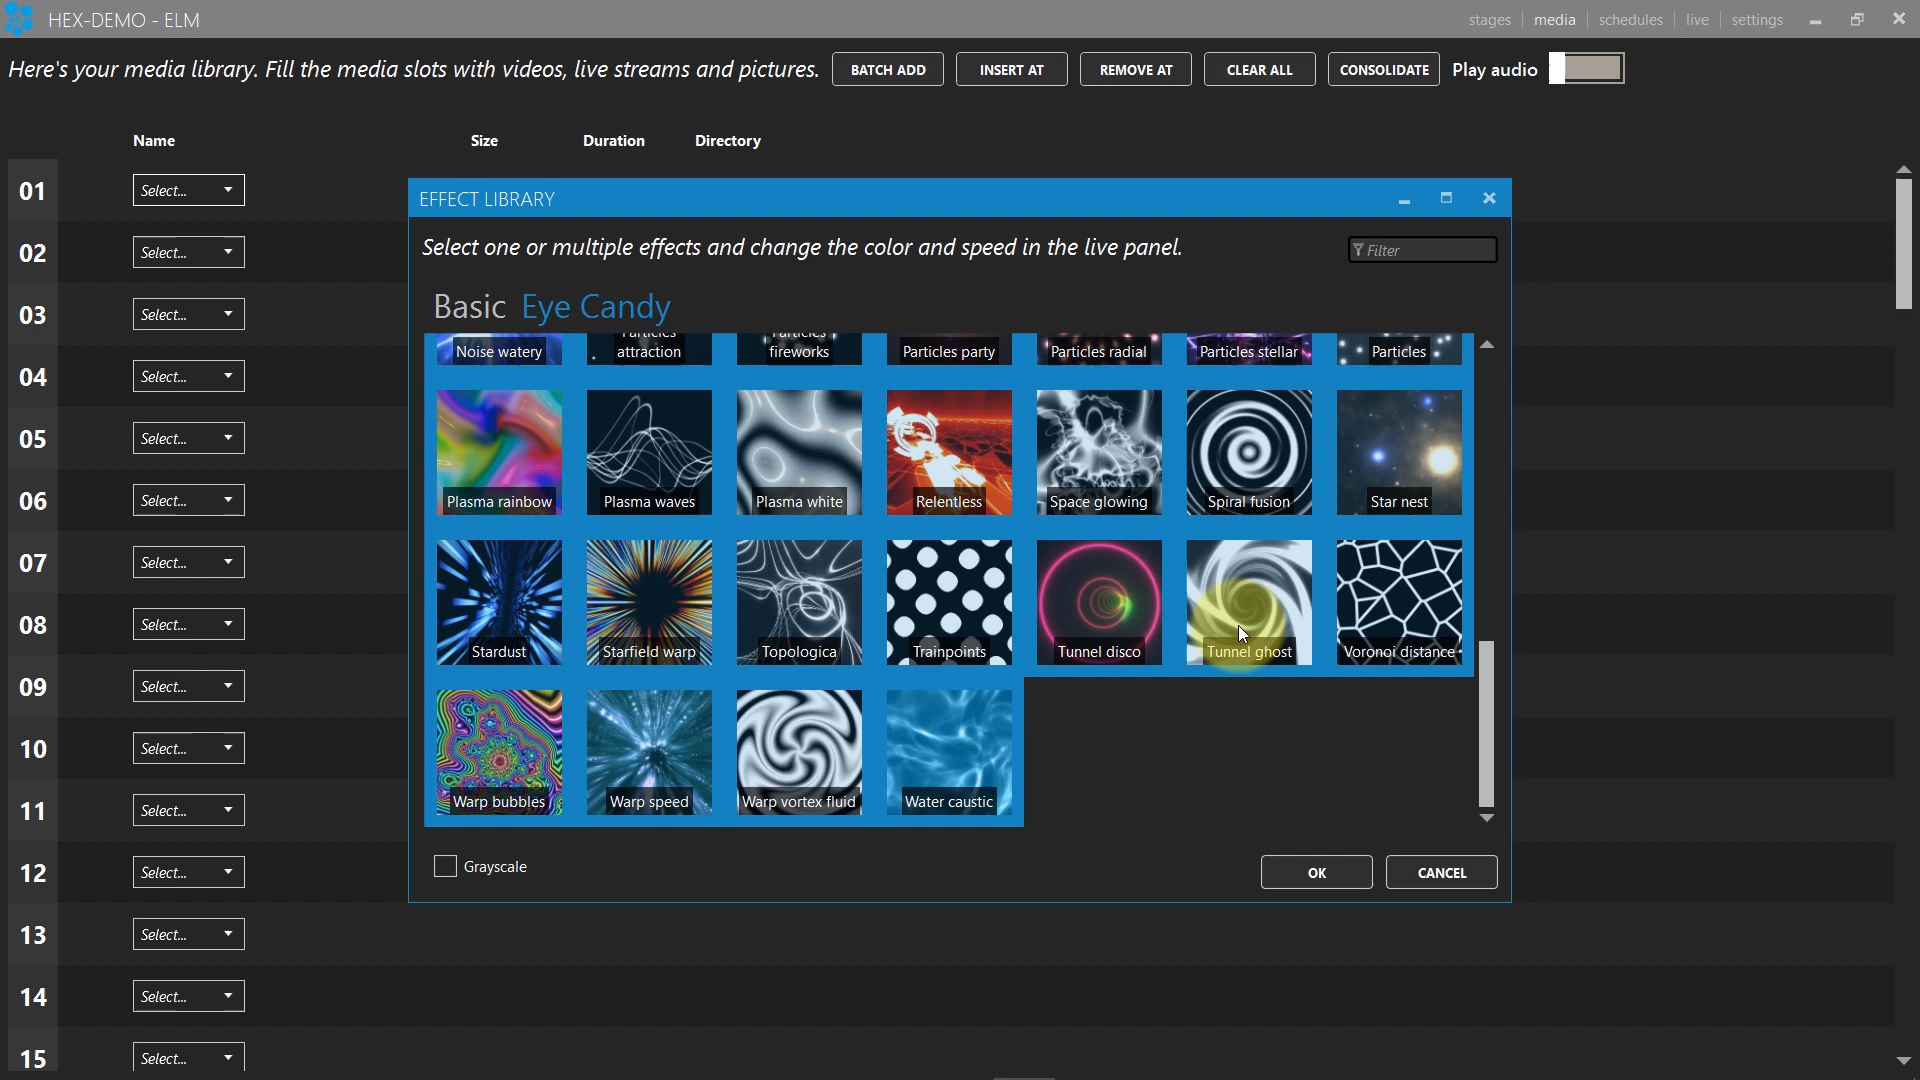 HEX-DEMO - ELM
stages media schedules live settings
Here's your media library. Fill the media slots with videos, live streams and pictures. BATCH ADD INSERT AT REMOVE AT CLEAR ALL CONSOLIDATE Play audio
Name Size Duration Directory
01 Select...
02 Select...
03 Select...
04 Select...
05 Select...
06 Select...
07 Select...
08 Select...
09 Select...
10 Select...
11 Select...
12 Select...
13 Select...
14 Select...
15 Select...
EFFECT LIBRARY
Select one or multiple effects and change the color and speed in the live panel. Filter
Basic Eye Candy
Noise watery
Particles attraction
Particles fireworks
Particles party
Particles radial
Particles stellar
Particles
Plasma rainbow Plasma waves Plasma white Relentless Space glowing Spiral fusion Star nest
Stardust Starfield warp Topologica Trainpoints Tunnel disco Tunnel ghost Voronoi distance
Warp bubbles Warp speed Warp vortex fluid Water caustic
Grayscale OK CANCEL